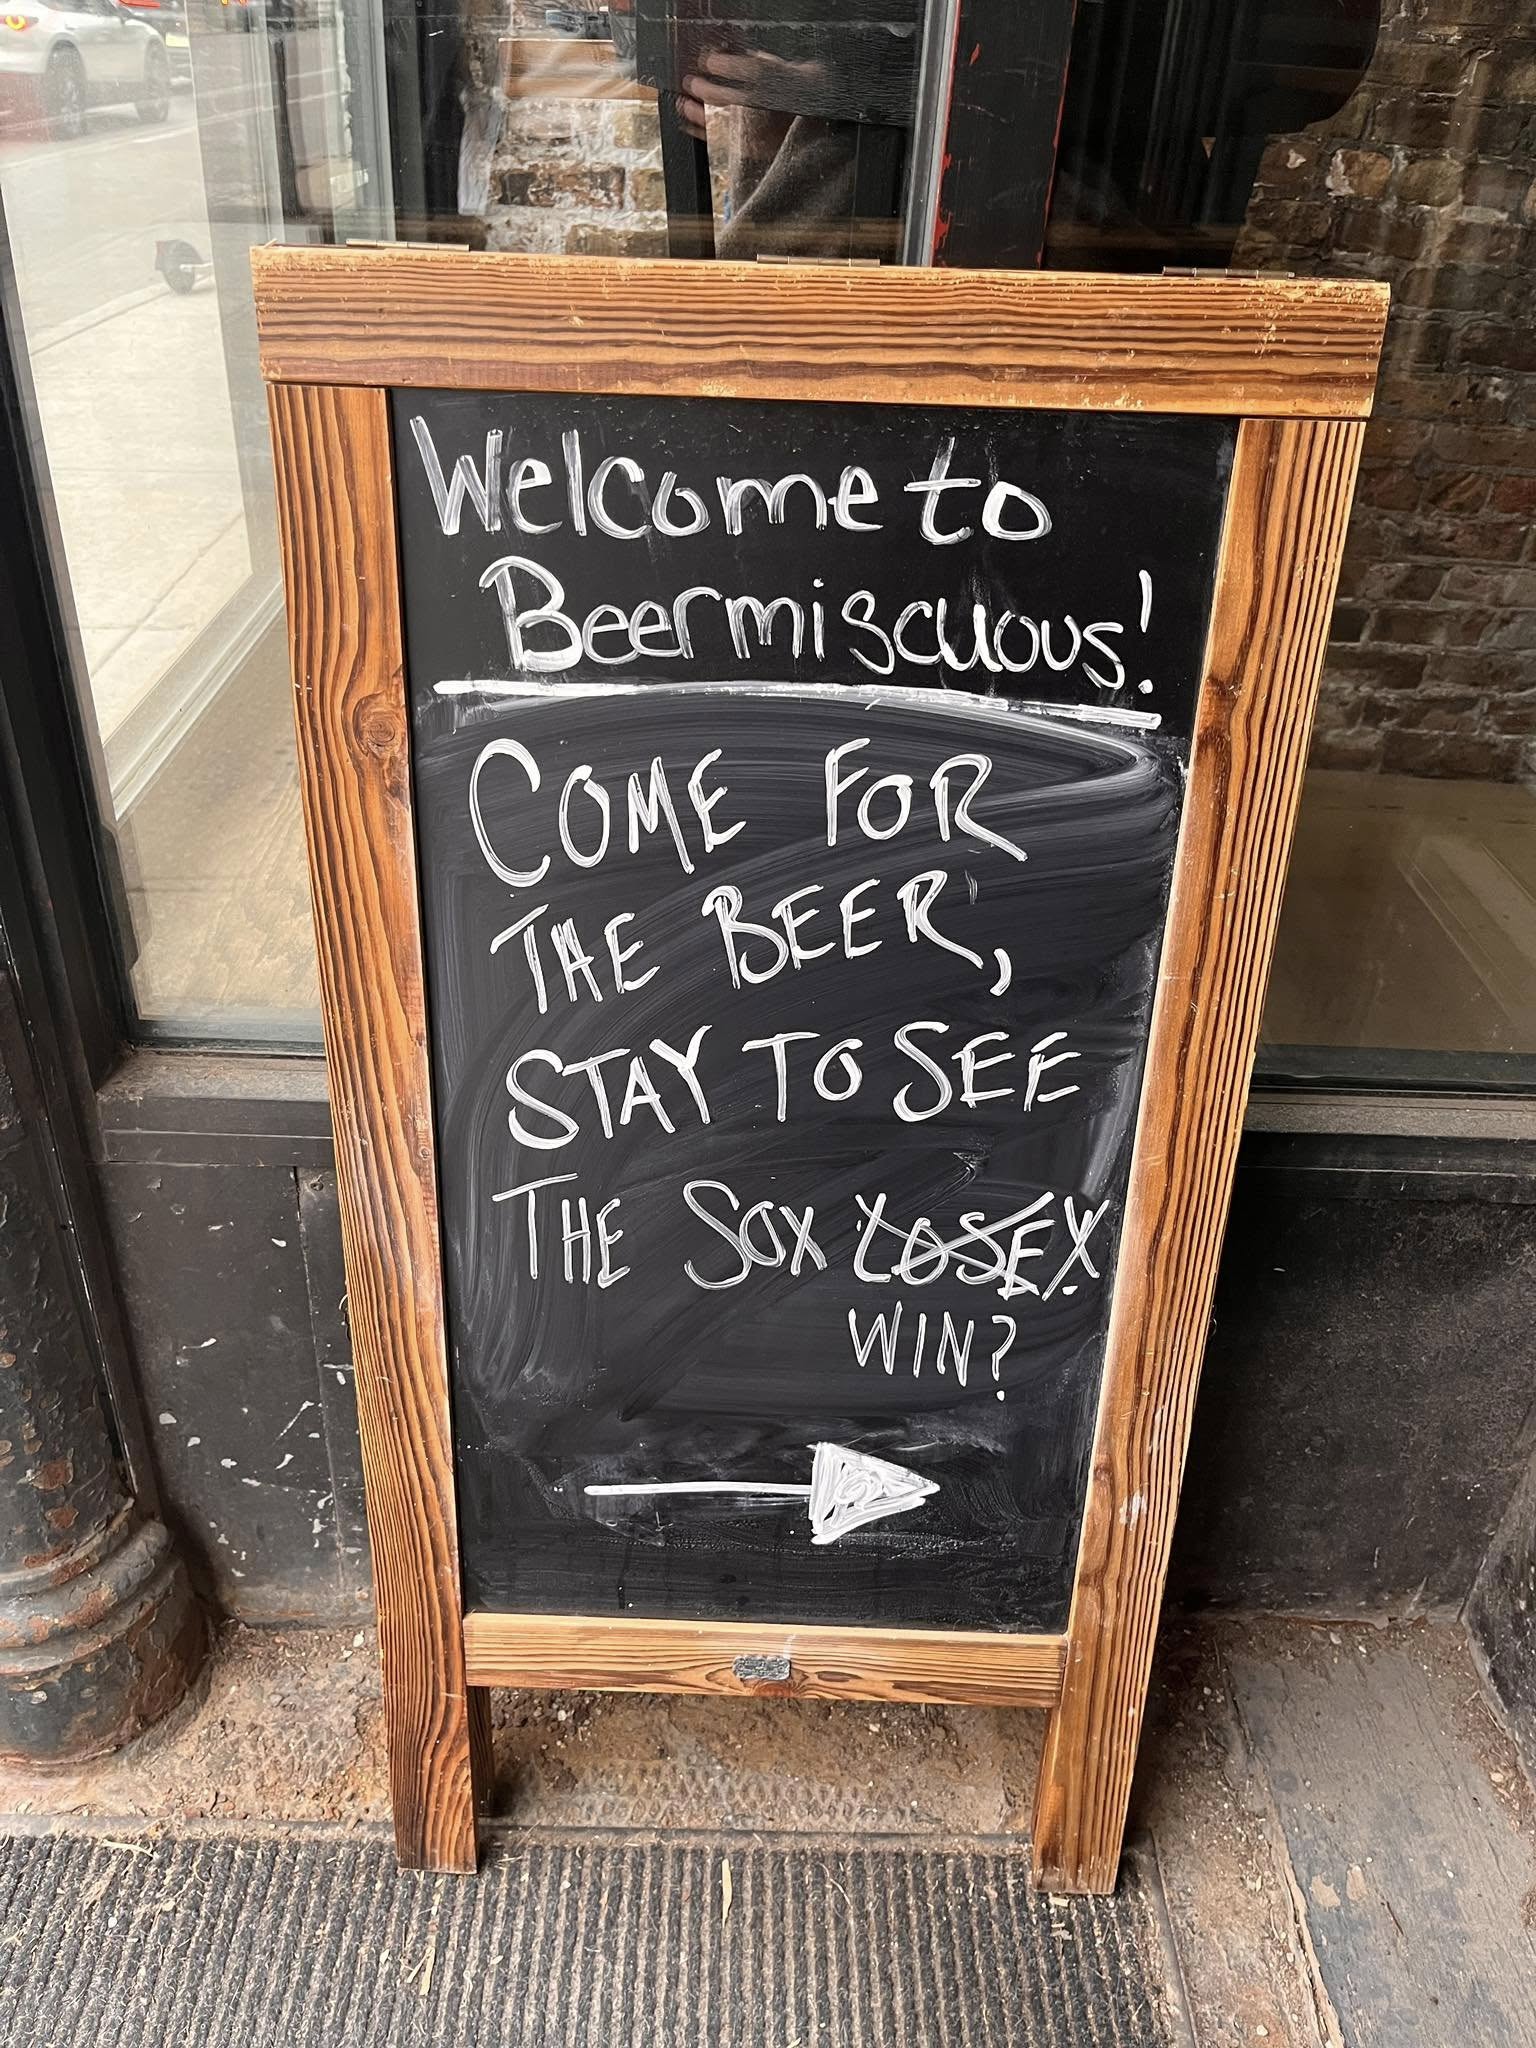 Welcome to
Beermiscuous!
COME FOR
THE BEER,
STAY TO SEE
THE SOX LOSE
WIN?